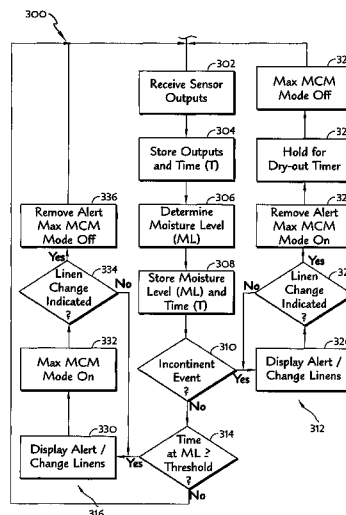 300
302
Receive Sensor
Outputs
304
Store Outputs
and Time (T)
306
Determine
Moisture Level
(ML)
308
Store Moisture
Level (ML) and
Time (T)
310
Incontinent
Event
?
Yes
No
314
Time
at ML ≥
Threshold
?
Yes
No
Max MCM
Mode Off
Hold for
Dry-out Timer
Remove Alert
Max MCM
Mode On
Yes
Linen
Change
Indicated
?
No
320
Display Alert /
Change Linens
312
336
Remove Alert
Max MCM
Mode Off
Yes
334
Linen
Change
Indicated
?
No
332
Max MCM
Mode On
330
Display Alert /
Change Linens
316